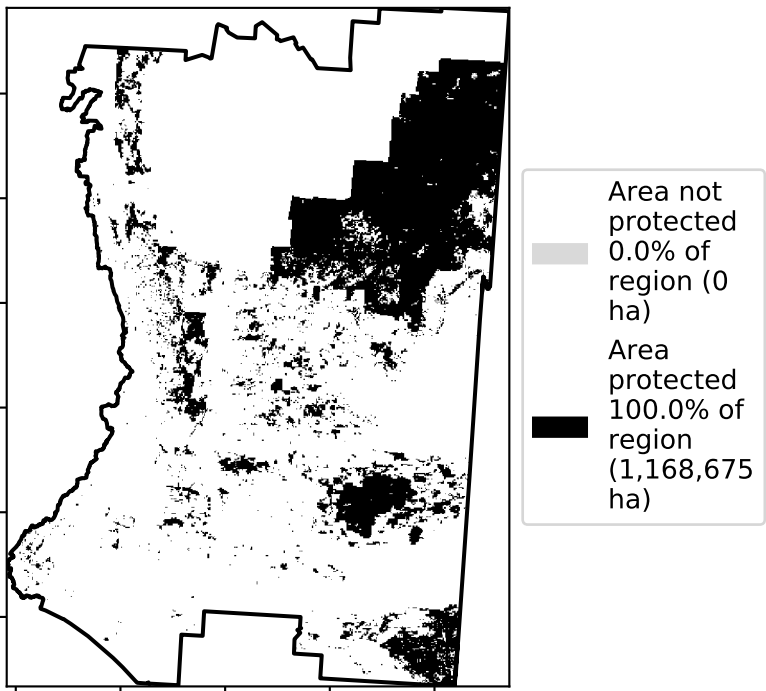 Area not
protected
0.0% of
region (0
ha)
Area
protected
100.0% of
region
(1,168,675
ha)